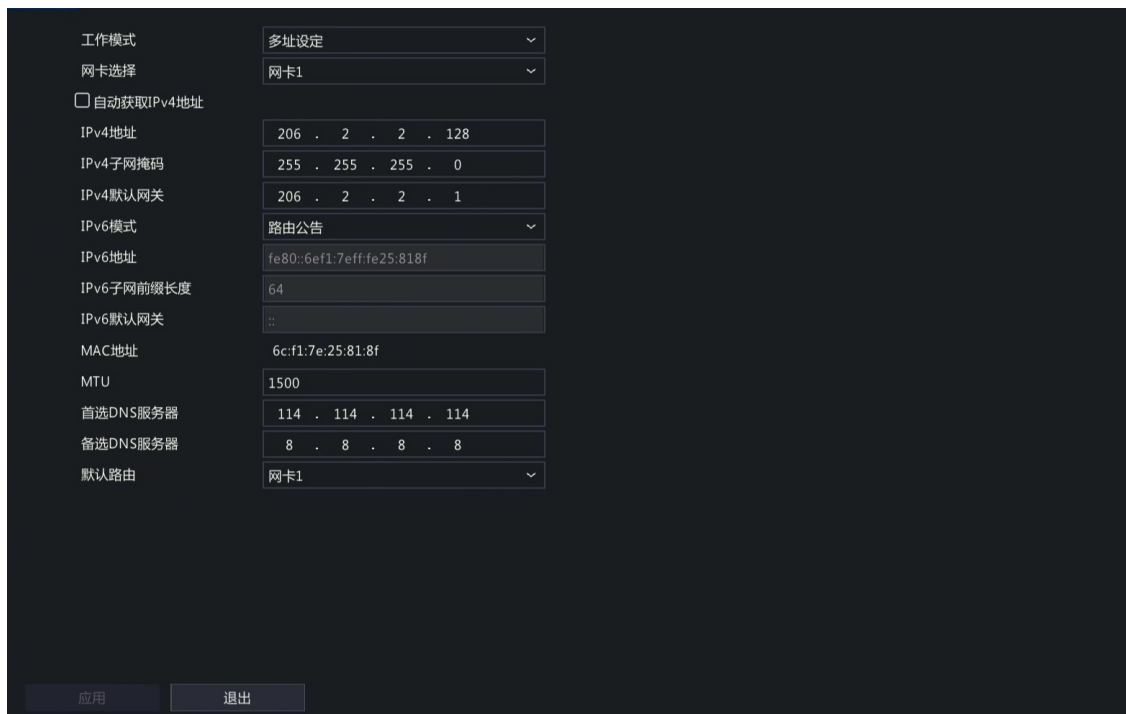 工作模式 多址设定
网卡选择 网卡1
自动获取IPv4地址
IPv4地址 206 . 2 . 2 . 128
IPv4子网掩码 255 . 255 . 255 . 0
IPv4默认网关 206 . 2 . 2 . 1
IPv6模式 路由公告
IPv6地址 fe80::6ef1:7eff:fe25:818f
IPv6子网前缀长度 64
IPv6默认网关 ::
MAC地址 6c:f1:7e:25:81:8f
MTU 1500
首选DNS服务器 114 . 114 . 114 . 114
备选DNS服务器 8 . 8 . 8 . 8
默认路由 网卡1
应用 退出